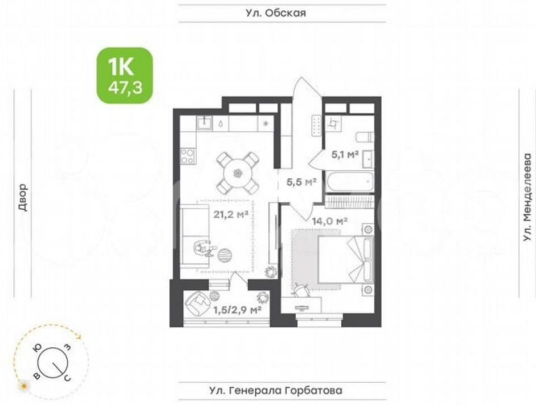 Ул. Обская
1К
47,3
5,1 м²
5,5 м²
21,2 м²
14,0 м²
1,5/2,9 м²
Двор
Ул. Менделеева
Ю
З
В
С
Ул. Генерала Горбатова